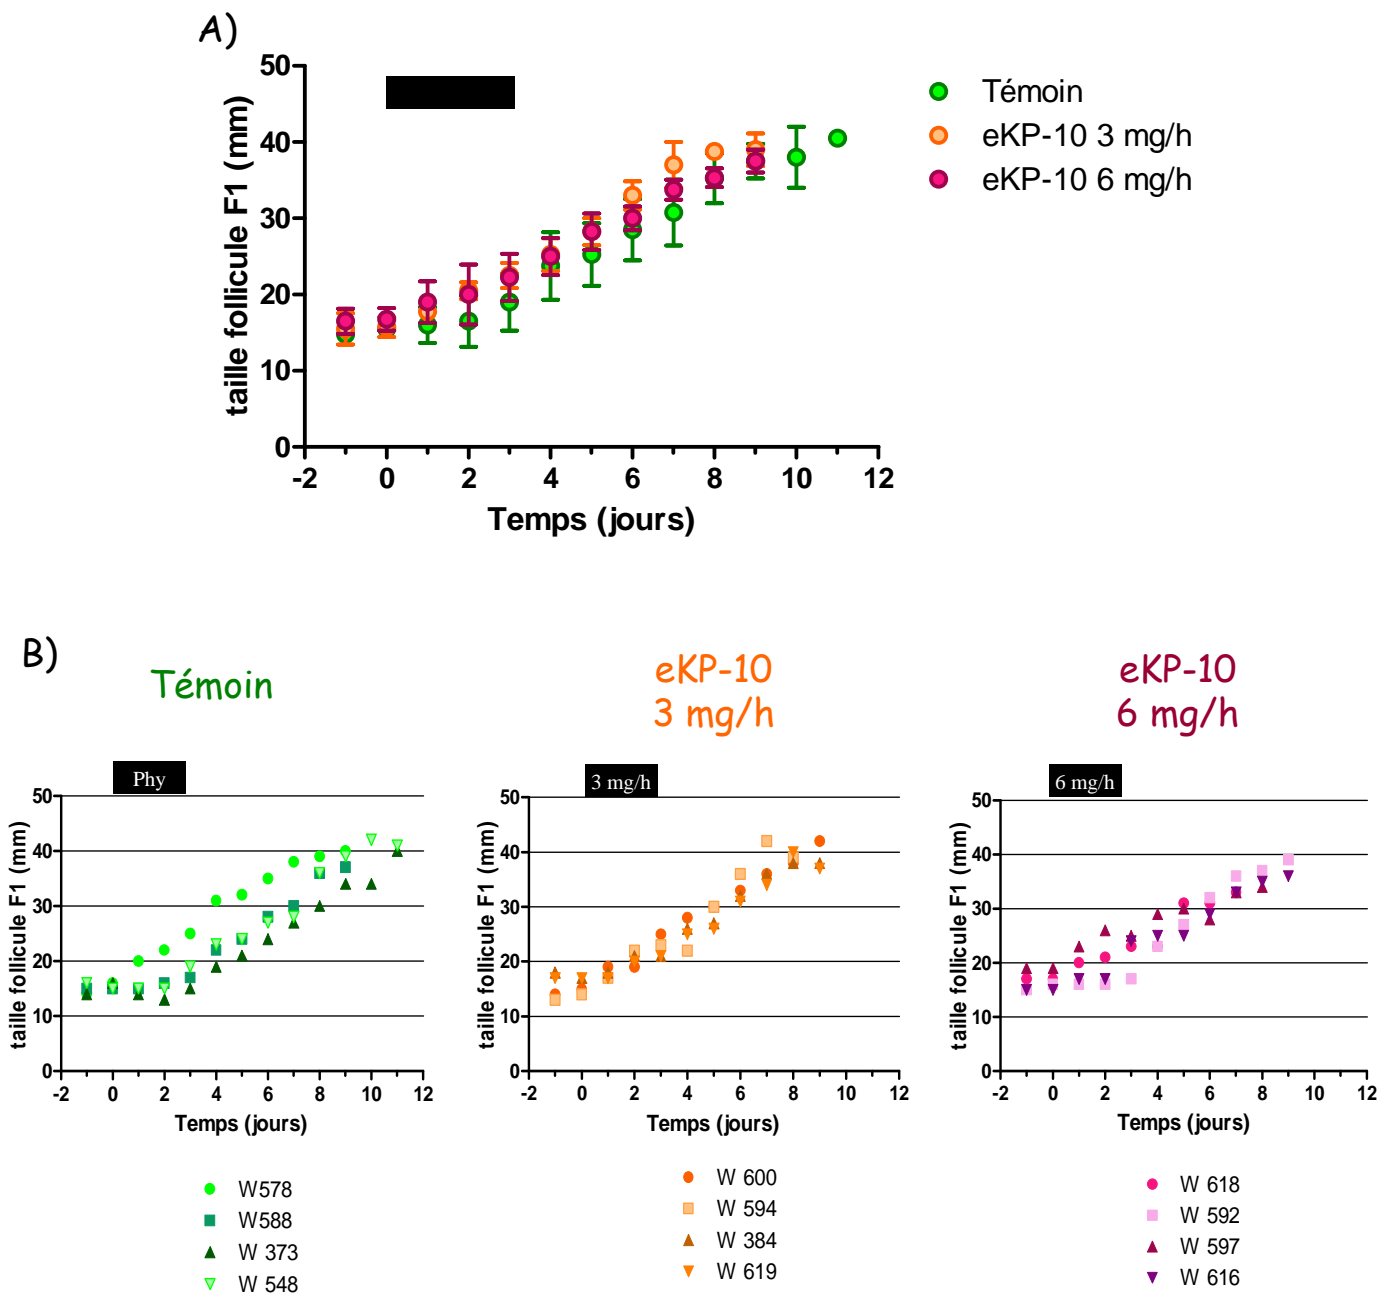 A)
50
40
30
20
10
0
taille follicule F1 (mm)
-2 0 2 4 6 8 10 12
Temps (jours)
Témoin
eKP-10 3 mg/h
eKP-10 6 mg/h
B)
Témoin
Phy
50
40
30
20
10
0
taille follicule F1 (mm)
-2 0 2 4 6 8 10 12
Temps (jours)
W578
W588
W 373
W 548
eKP-10
3 mg/h
3 mg/h
50
40
30
20
10
0
taille follicule F1 (mm)
-2 0 2 4 6 8 10 12
Temps (jours)
W 600
W 594
W 384
W 619
eKP-10
6 mg/h
6 mg/h
50
40
30
20
10
0
taille follicule F1 (mm)
-2 0 2 4 6 8 10 12
Temps (jours)
W 618
W 592
W 597
W 616